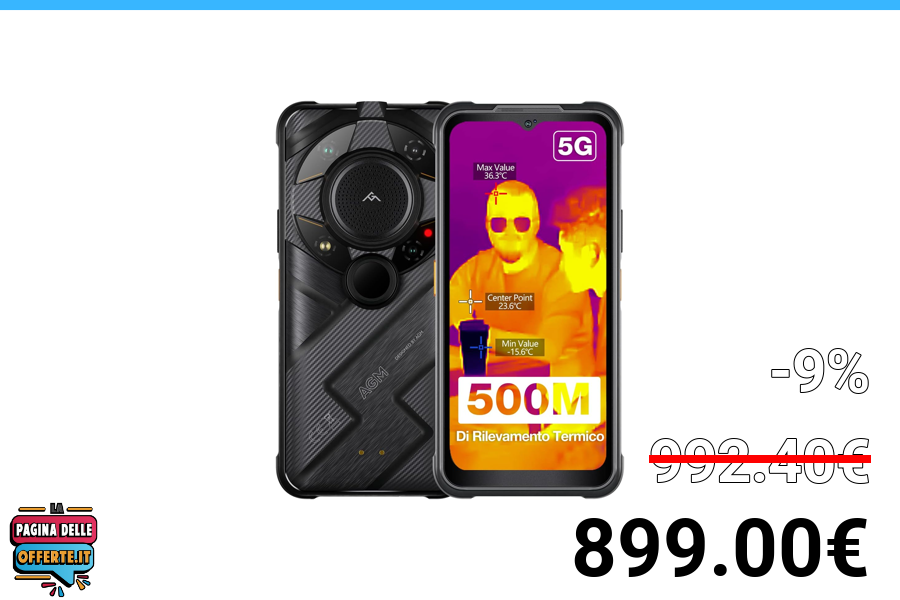 5G
Max Value
36.3℃
Center Point
23.6℃
Min Value
-15.6℃
AGM
500M
Di Rilevamento Termico
-9%
992.40€
899.00€
LA
PAGINA DELLE
OFFERTE.IT